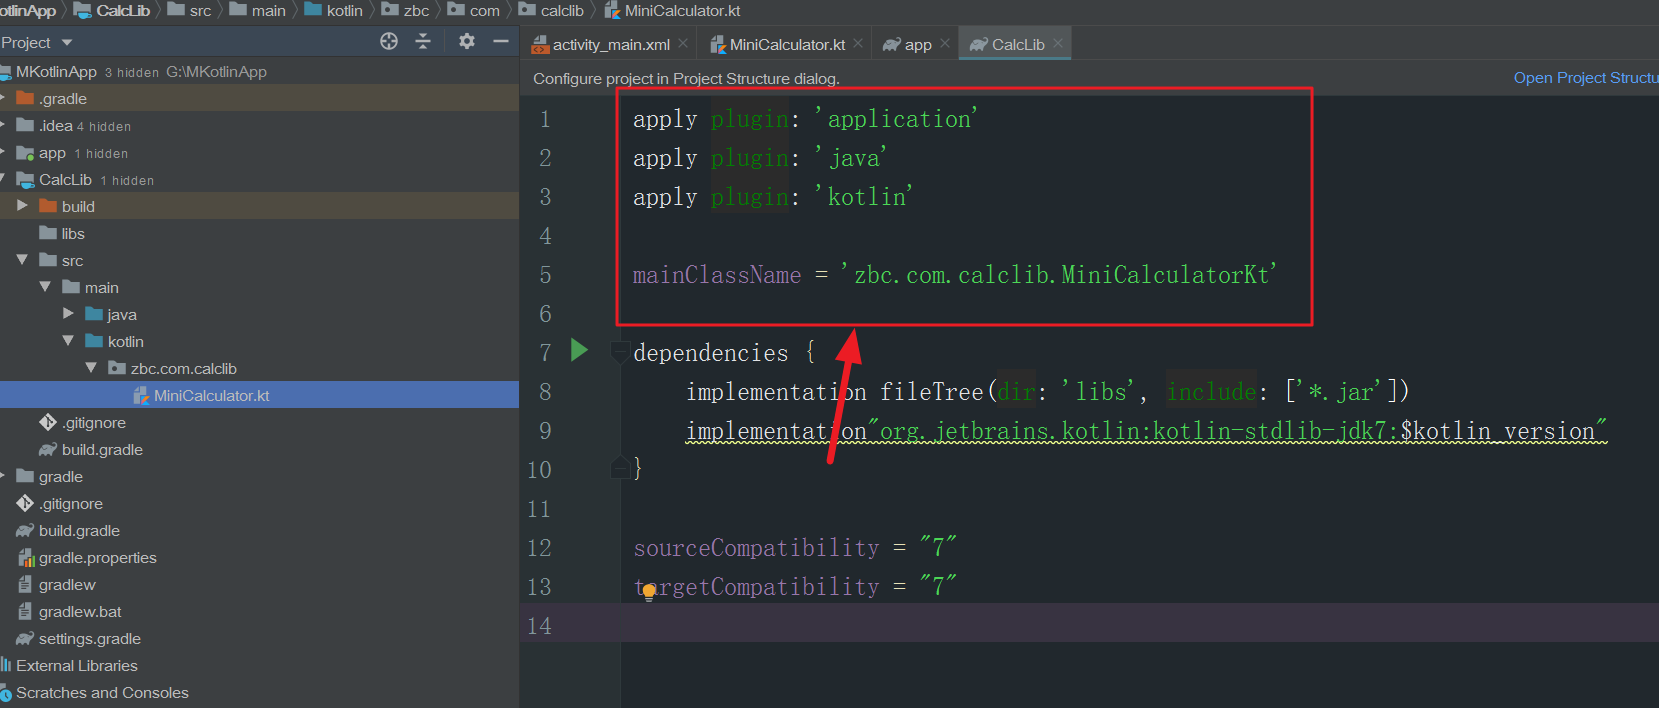 otlinApp CalcLib src main kotlin zbc com calclib MiniCalculator.kt
Project
activity_main.xml MiniCalculator.kt app CalcLib
MKotlinApp 3 hidden G:\MKotlinApp
.gradle
.idea 4 hidden
app 1 hidden
CalcLib 1 hidden
build
libs
src
main
java
kotlin
zbc.com.calclib
MiniCalculator.kt
.gitignore
build.gradle
gradle
.gitignore
build.gradle
gradle.properties
gradlew
gradlew.bat
settings.gradle
External Libraries
Scratches and Consoles
Configure project in Project Structure dialog. Open Project Structu
1 apply plugin: 'application'
2 apply plugin: 'java'
3 apply plugin: 'kotlin'
4
5 mainClassName = 'zbc.com.calclib.MiniCalculatorKt'
6
7 dependencies {
8 implementation fileTree(dir: 'libs', include: ['*.jar'])
9 implementation"org.jetbrains.kotlin:kotlin-stdlib-jdk7:$kotlin_version"
10 }
11
12 sourceCompatibility = "7"
13 targetCompatibility = "7"
14